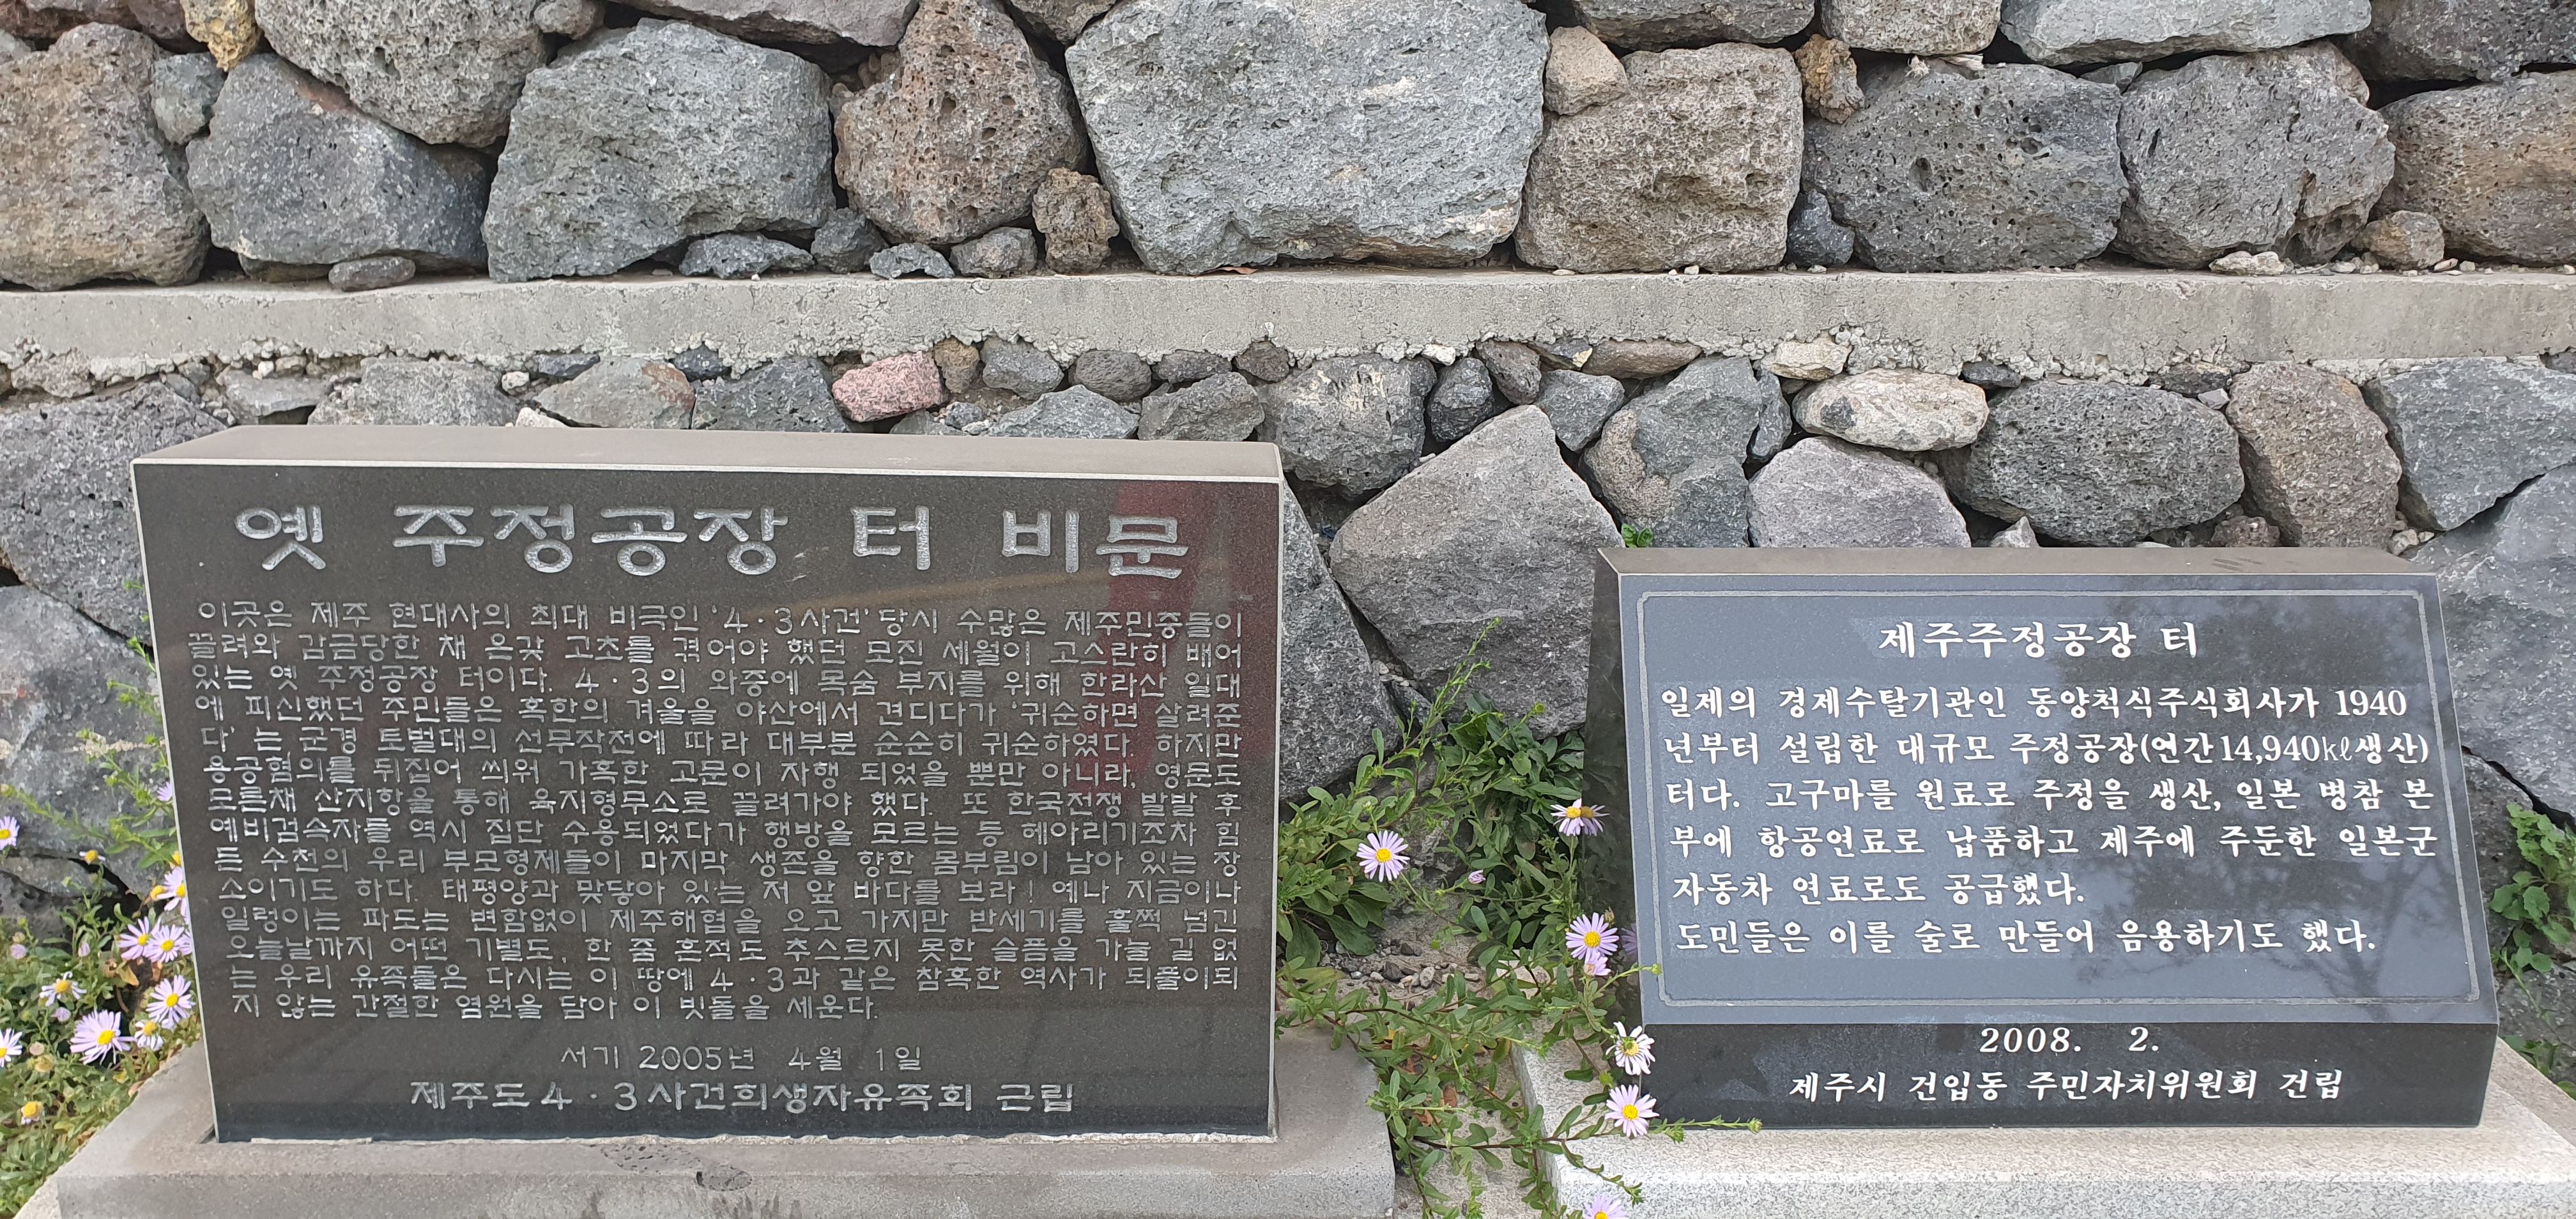 옛 주정공장 터 비문
이곳은 제주 현대사의 최대 비극인 '4·3사건' 당시 수많은 제주민중들이
끌려와 감금당한 채 온갖 고초를 겪어야 했던 모진 세월이 고스란히 배어
있는 옛 주정공장 터이다. 4·3의 와중에 목숨 부지를 위해 한라산 일대
에 피신했던 주민들은 혹한의 겨울을 야산에서 견디다가 '귀순하면 살려준
다'는 군경 토벌대의 선무작전에 따라 대부분 순순히 귀순하였다. 하지만
용공혐의를 뒤집어 씌워 가혹한 고문이 자행 되었을 뿐만 아니라, 영문도
모른채 산지항을 통해 육지형무소로 끌려가야 했다. 또 한국전쟁 발발 후
예비검속자들 역시 집단 수용되었다가 행방을 모르는 등 헤아리기조차 힘
든 수천의 우리 부모형제들이 마지막 생존을 향한 몸부림이 남아 있는 장
소이기도 하다. 태평양과 맞닿아 있는 저 앞 바다를 보라! 예나 지금이나
일렁이는 파도는 변함없이 제주해협을 오고 가지만 반세기를 훌쩍 넘긴
오늘날까지 어떤 기별도, 한 줌 흔적도 추스르지 못한 슬픔을 가눌 길 없
는 우리 유족들은 다시는 이 땅에 4·3과 같은 참혹한 역사가 되풀이되
지 않는 간절한 염원을 담아 이 빗돌을 세운다.
서기 2005년 4월 1일
제주도4·3사건희생자유족회 근립
제주주정공장 터
일제의 경제수탈기관인 동양척식주식회사가 1940
년부터 설립한 대규모 주정공장(연간14,940㎘생산)
터다. 고구마를 원료로 주정을 생산, 일본 병참 본
부에 항공연료로 납품하고 제주에 주둔한 일본군
자동차 연료로도 공급했다.
도민들은 이를 술로 만들어 음용하기도 했다.
2008. 2.
제주시 건입동 주민자치위원회 건립